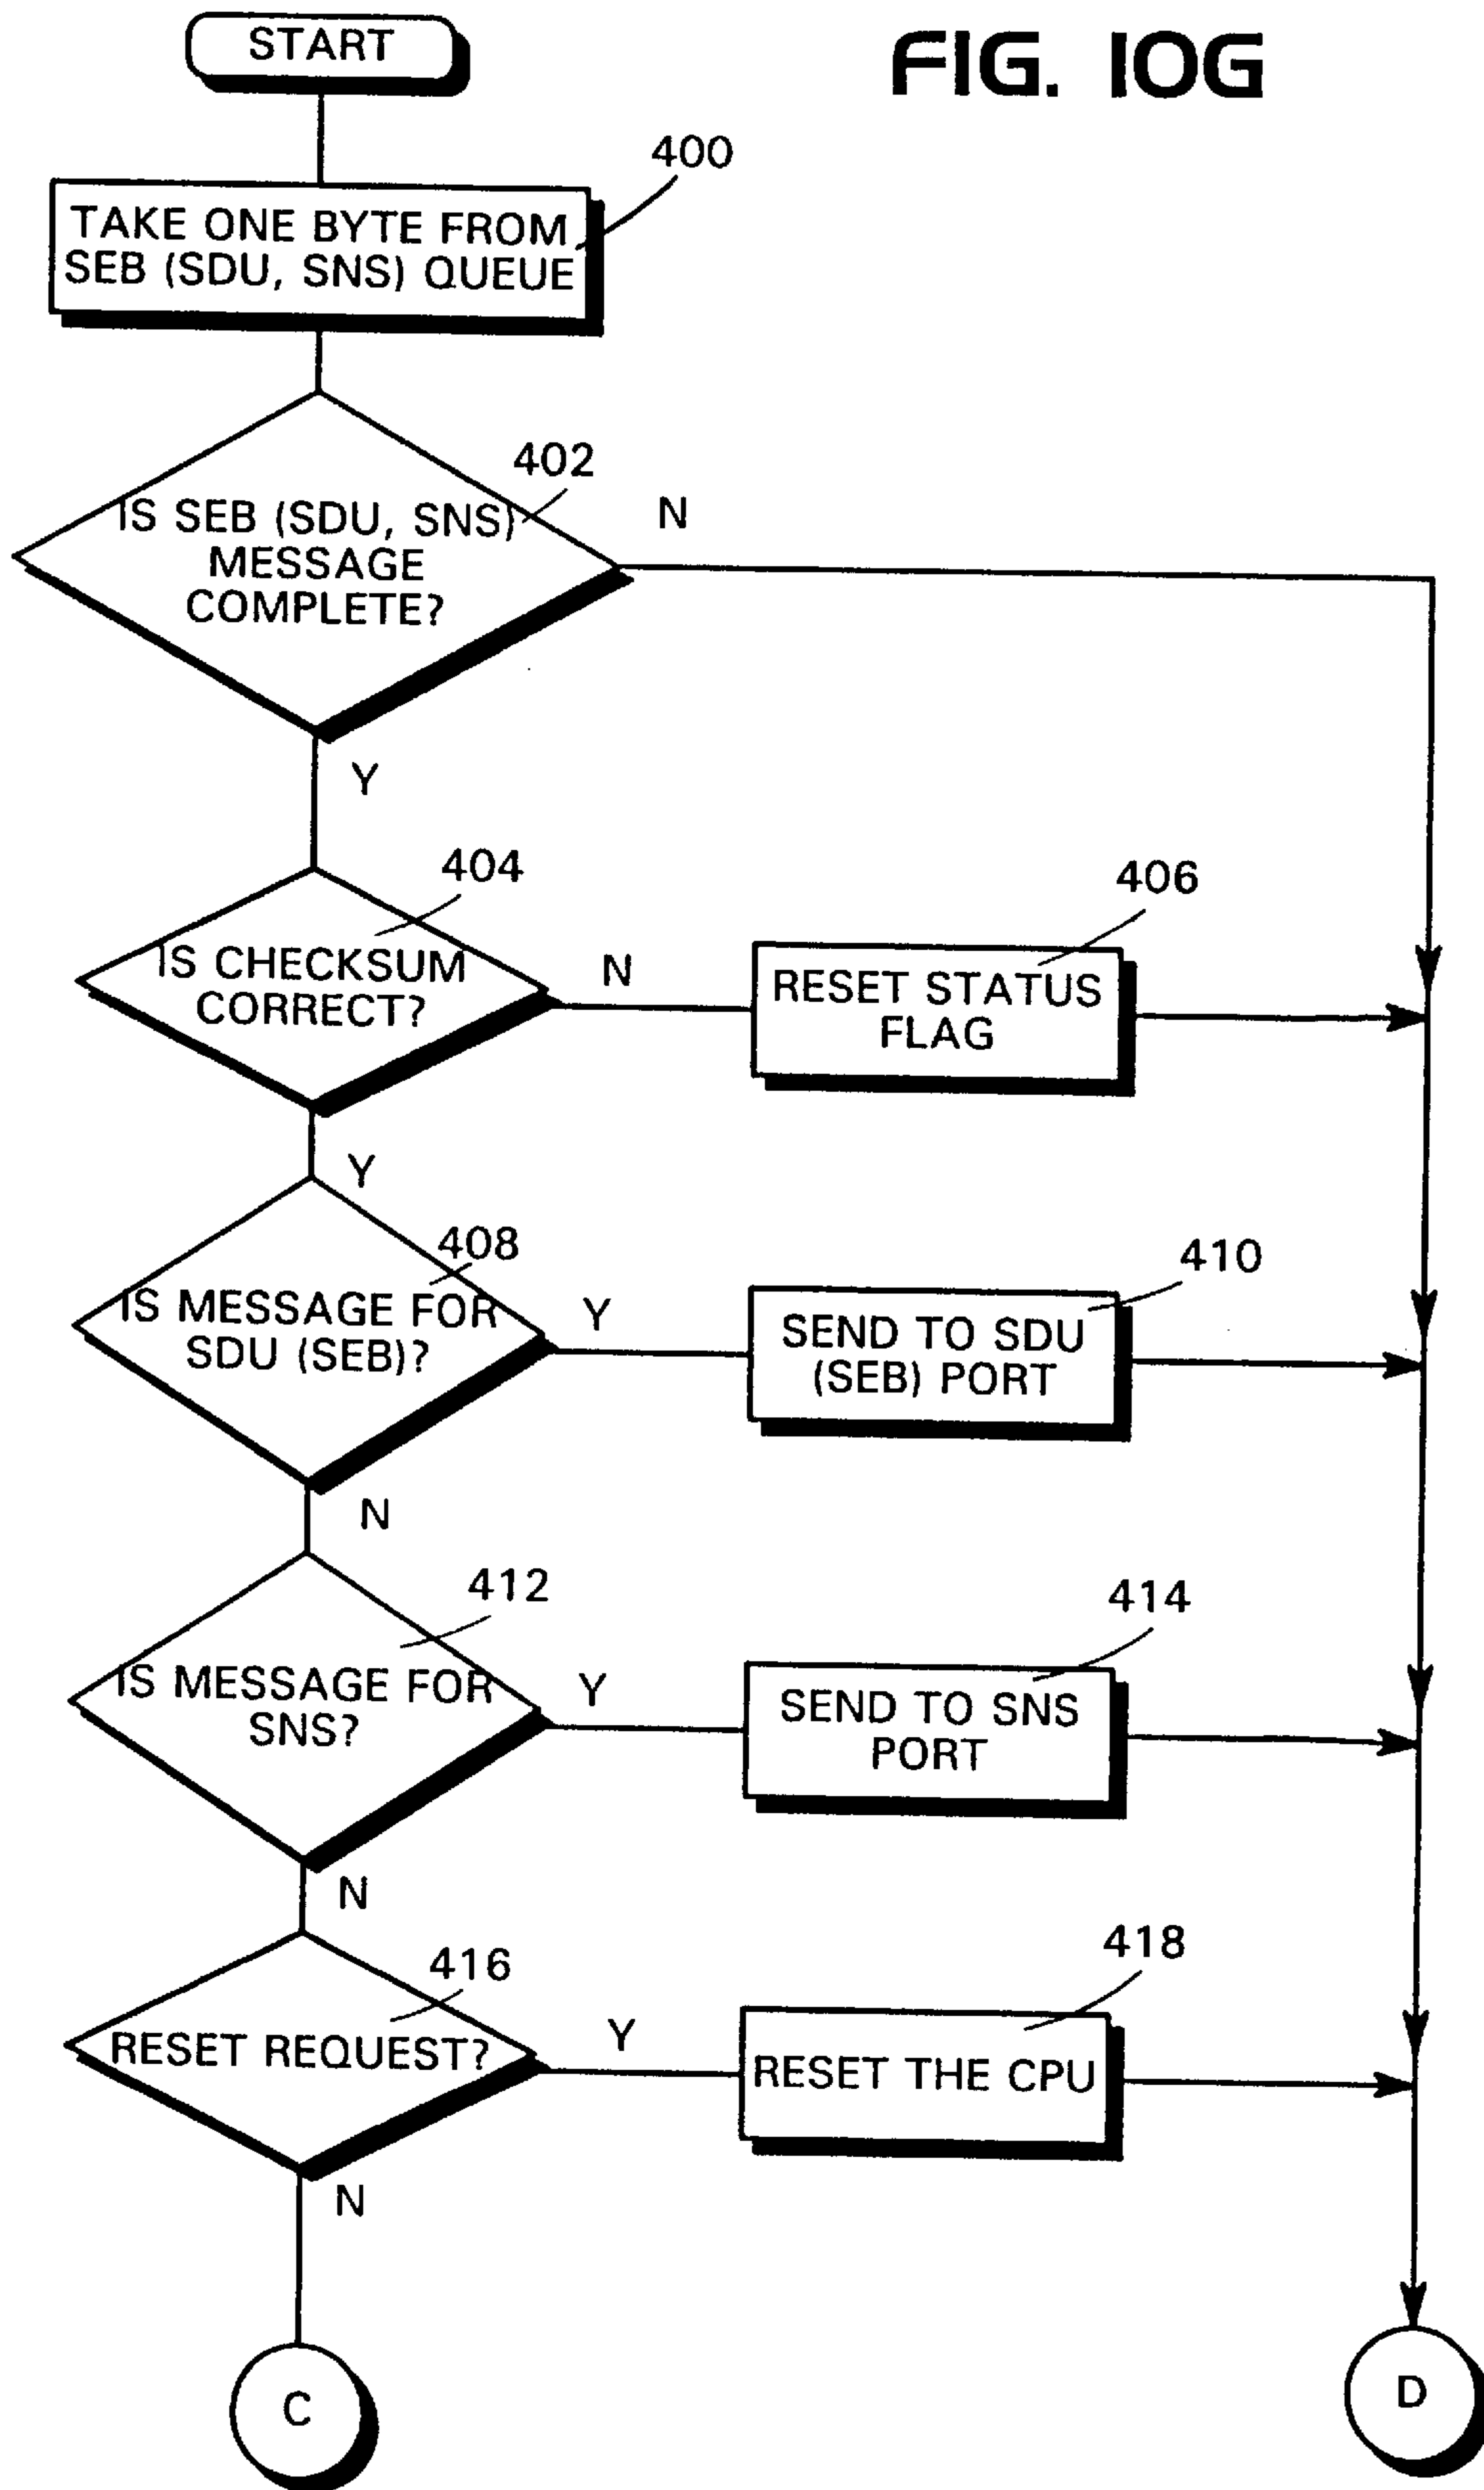 START
FIG. 10G
400
TAKE ONE BYTE FROM
SEB (SDU, SNS) QUEUE
402
IS SEB (SDU, SNS)
MESSAGE
COMPLETE?
N
Y
404
IS CHECKSUM
CORRECT?
N
406
RESET STATUS
FLAG
Y
408
IS MESSAGE FOR
SDU (SEB)?
Y
410
SEND TO SDU
(SEB) PORT
N
412
IS MESSAGE FOR
SNS?
Y
414
SEND TO SNS
PORT
N
416
RESET REQUEST?
Y
418
RESET THE CPU
N
C
D